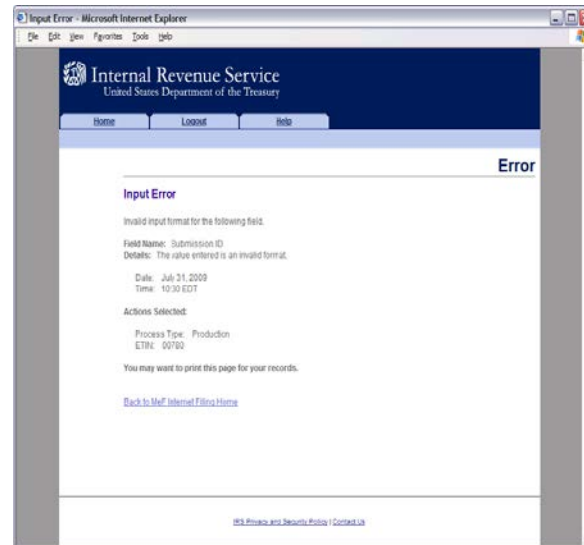 Input Error - Microsoft Internet Explorer
File Edit View Favorites Tools Help
Internal Revenue Service
United States Department of the Treasury
Home Logout Help
Error
Input Error
Invalid input format for the following field.
Field Name: Submission ID
Details: The value entered is an invalid format.
Date: July 31, 2009
Time: 10:30 EDT
Actions Selected:
Process Type: Production
ETIN: 00780
You may want to print this page for your records.
Back to MeF Internet Filing Home
IRS Privacy and Security Policy | Contact Us